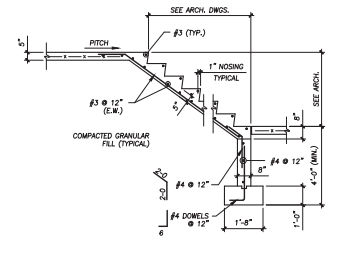 SEE ARCH. DWGS.
#3 (TYP.)
5"
PITCH
1" NOSING
TYPICAL
SEE ARCH.
#3 @ 12"
(E.W.)
5"
COMPACTED GRANULAR
FILL (TYPICAL)
8"
4'-0" (MIN.)
#4 @ 12"
8"
#4 @ 12"
2-0
2-0
#4 DOWELS
@ 12"
6
1'-8"
1'-0"